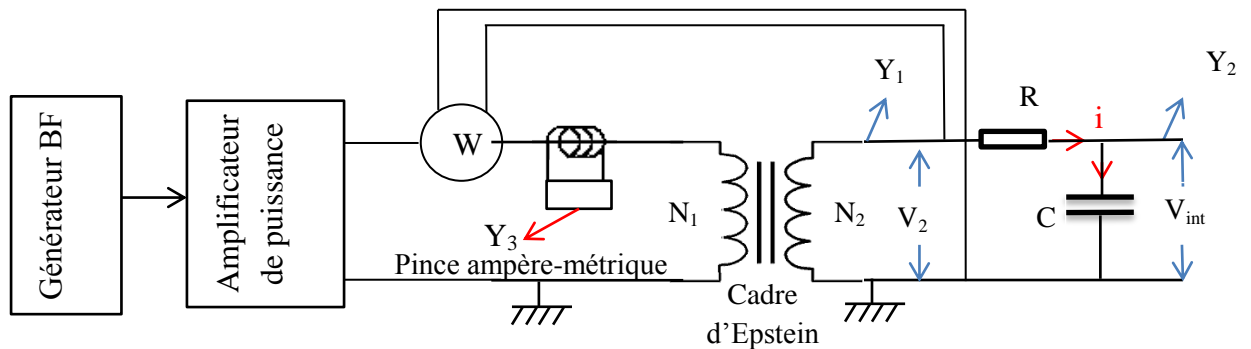 Générateur BF
Amplificateur
de puissance
W
Y3
Pince ampère-métrique
N1
N2
Cadre
d'Epstein
Y1
V2
R
i
C
Y2
Vint